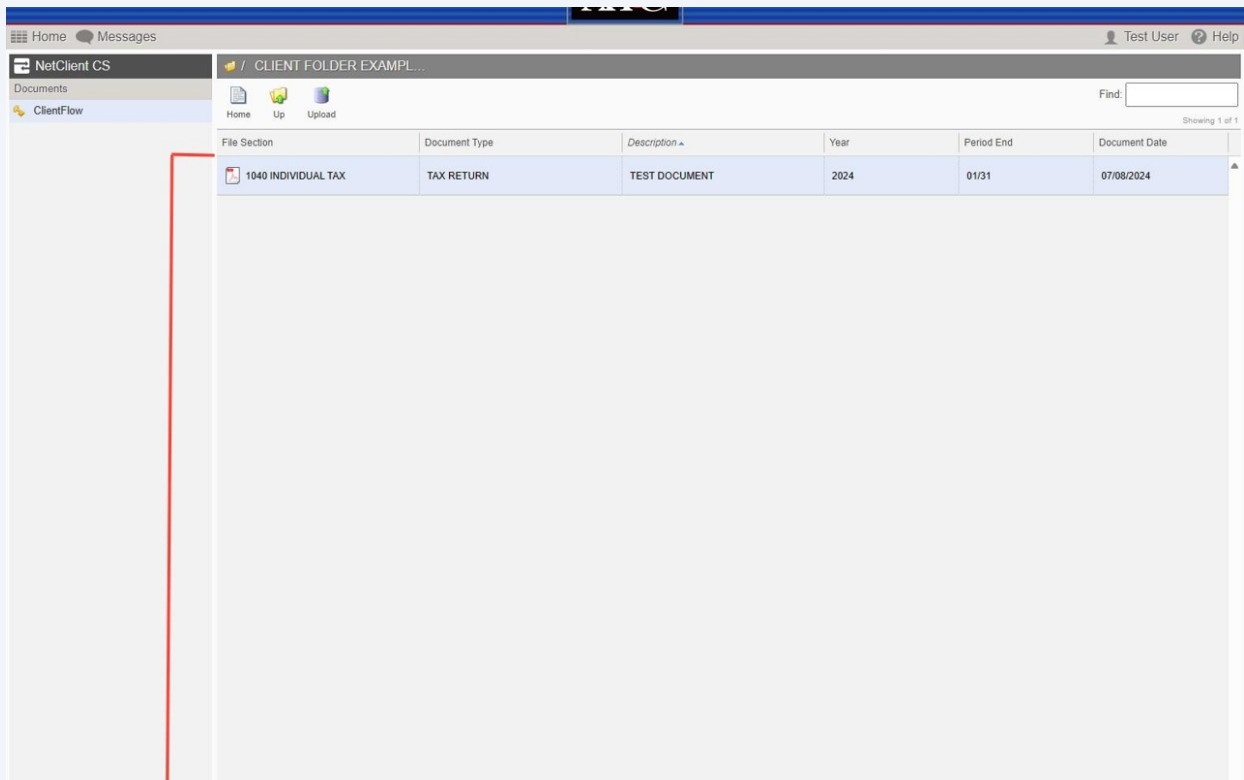 Home Messages Test User Help
NetClient CS
Documents
ClientFlow
/ CLIENT FOLDER EXAMPL...
Home Up Upload
Find:
Showing 1 of 1
File Section Document Type Description Year Period End Document Date
1040 INDIVIDUAL TAX TAX RETURN TEST DOCUMENT 2024 01/31 07/08/2024